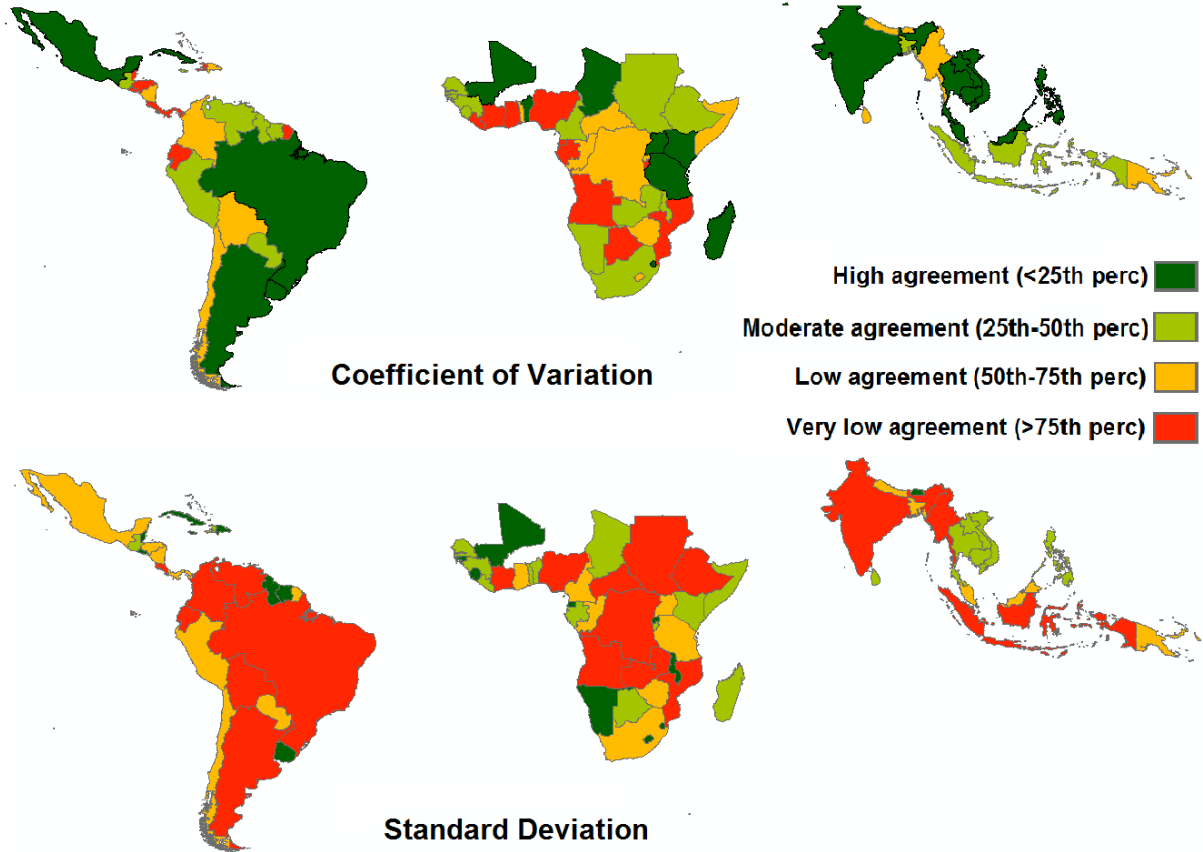 High agreement (<25th perc)
Moderate agreement (25th-50th perc)
Low agreement (50th-75th perc)
Very low agreement (>75th perc)
Coefficient of Variation
Standard Deviation